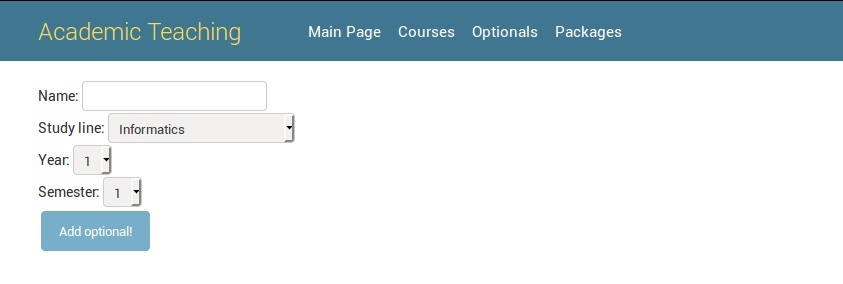 Academic Teaching Main Page Courses Optionals Packages
Name:
Study line: Informatics
Year: 1
Semester: 1
Add optional!